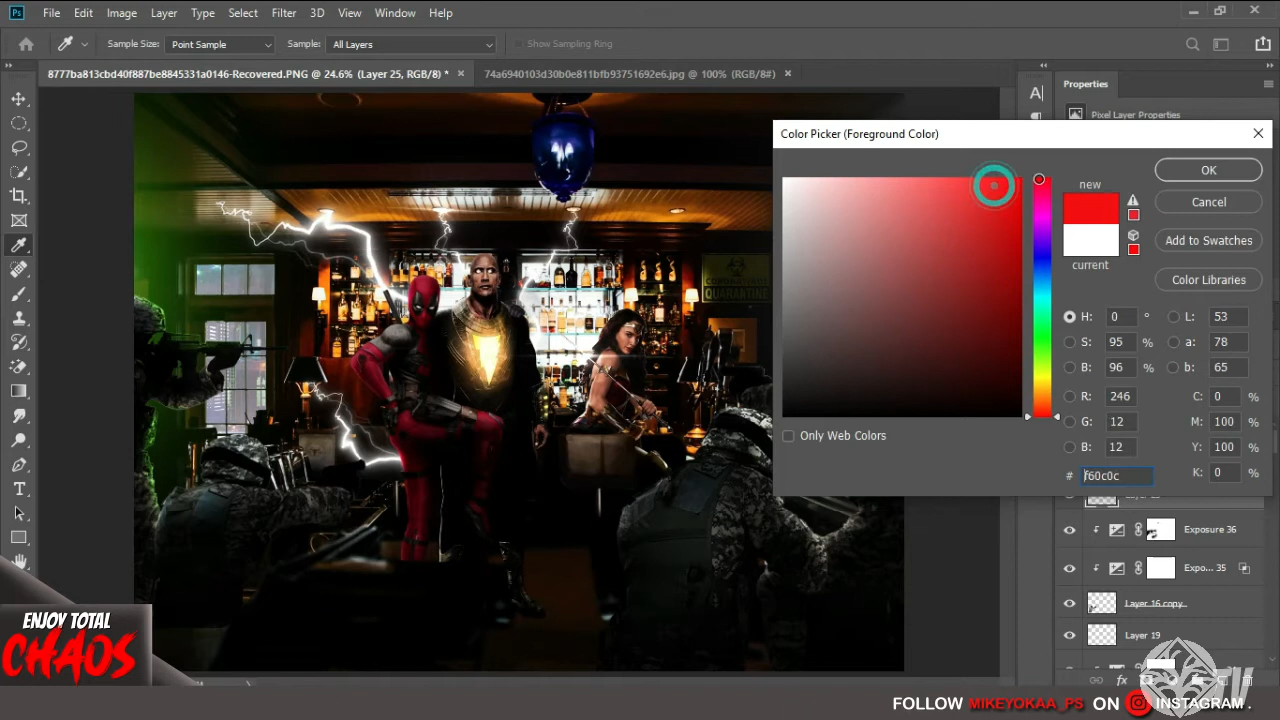 Ps File Edit Image Layer Type Select Filter 3D View Window Help
Sample Size: Point Sample Sample: All Layers Show Sampling Ring
8777ba813cbd40f887be8845331a0146-Recovered.PNG @ 24.6% (Layer 25, RGB/8) * 74a6940103d30b0e811bfb93751692e6.jpg @ 100% (RGB/8#)
Properties
Pixel Layer Properties
Color Picker (Foreground Color)
new
current
OK
Cancel
Add to Swatches
Color Libraries
H: 0 ° L: 53
S: 95 % a: 78
B: 96 % b: 65
R: 246 C: 0 %
G: 12 M: 100 %
B: 12 Y: 100 %
# f60c0c K: 0 %
Only Web Colors
QUARANTINE
Exposure 36
Expo... 35
Layer 16 copy
Layer 19
ENJOY TOTAL
CHAOS
FOLLOW MIKEYOKAA_PS ON INSTAGRAM .